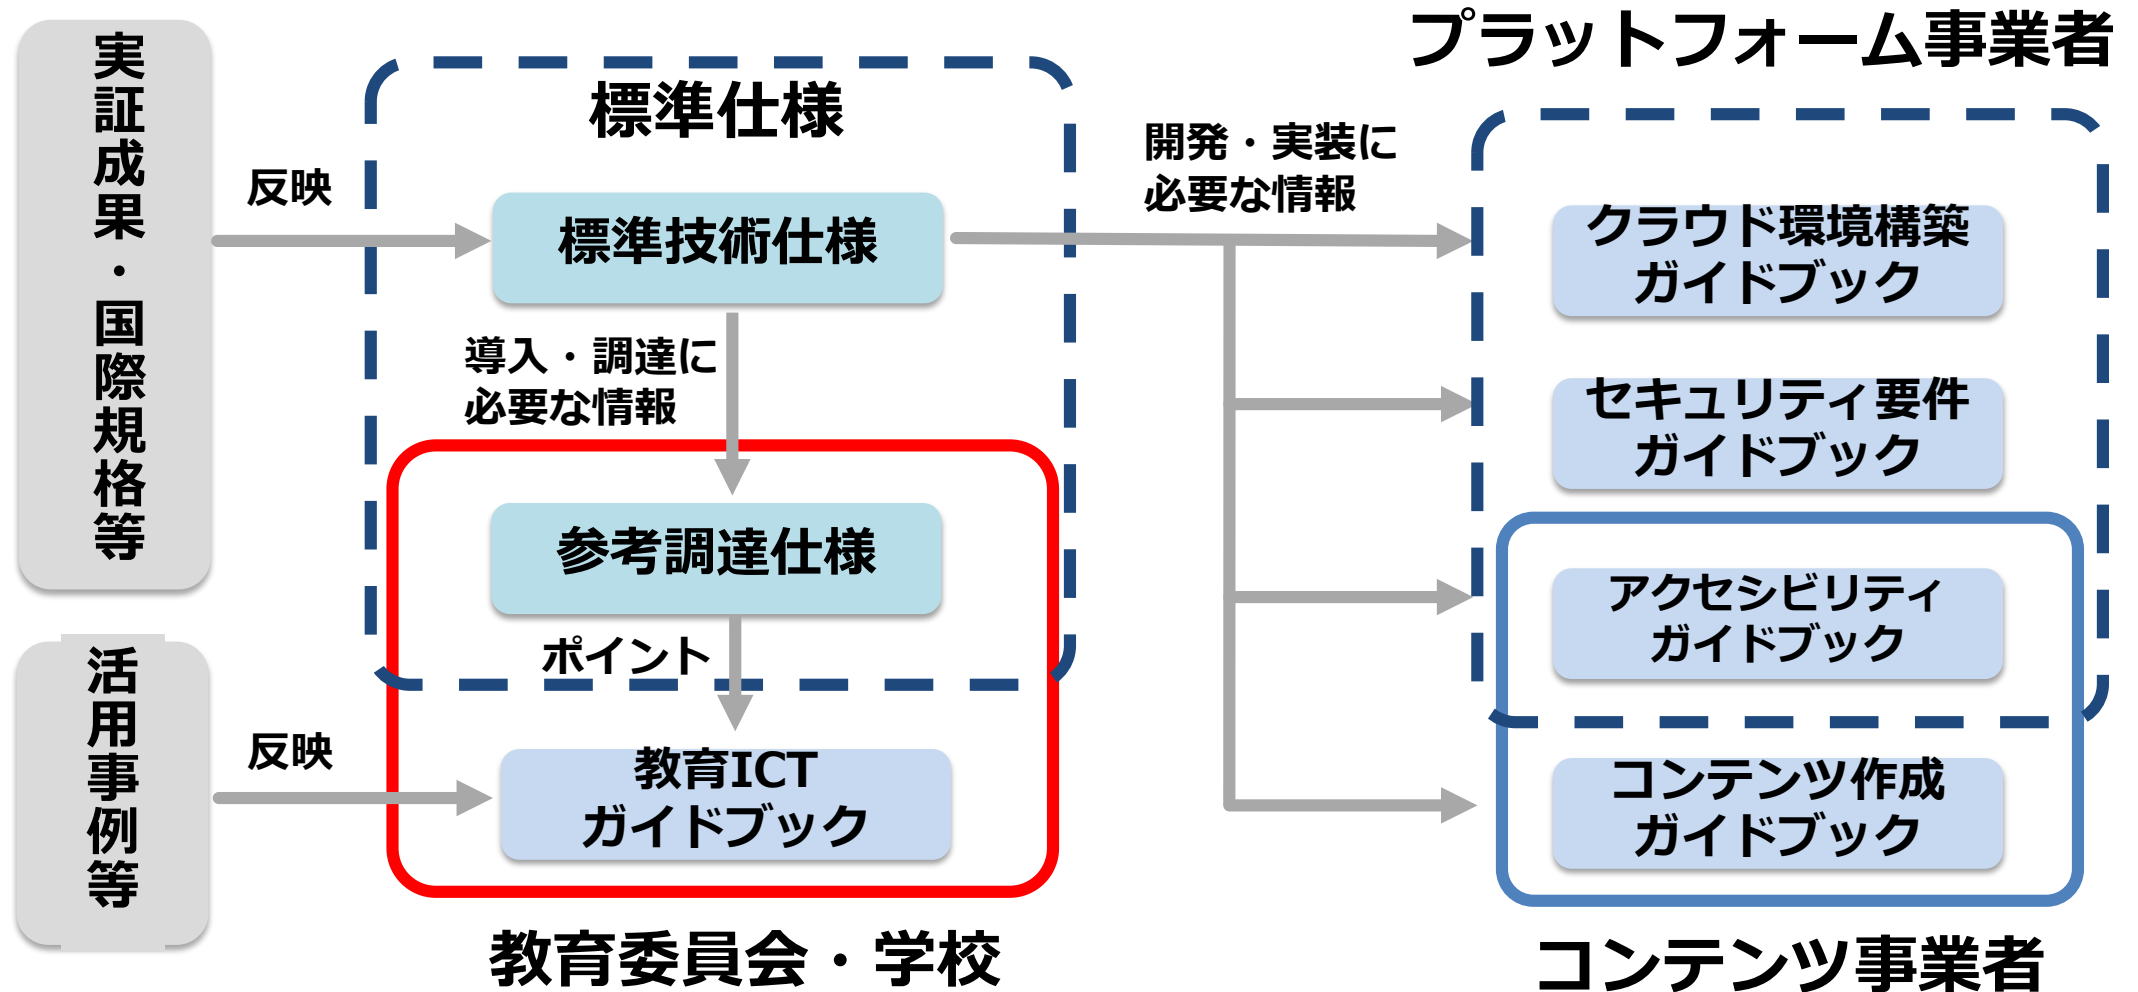 実証成果・国際規格等
活用事例等
反映
反映
標準仕様
標準技術仕様
導入・調達に
必要な情報
参考調達仕様
ポイント
教育ICT
ガイドブック
教育委員会・学校
開発・実装に
必要な情報
プラットフォーム事業者
クラウド環境構築
ガイドブック
セキュリティ要件
ガイドブック
アクセシビリティ
ガイドブック
コンテンツ作成
ガイドブック
コンテンツ事業者